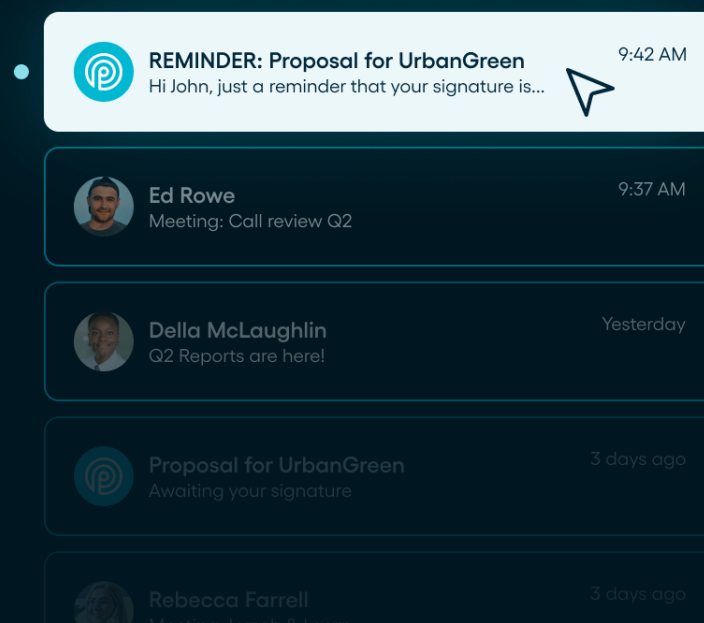 REMINDER: Proposal for UrbanGreen
9:42 AM
Hi John, just a reminder that your signature is...
Ed Rowe
9:37 AM
Meeting: Call review Q2
Della McLaughlin
Yesterday
Q2 Reports are here!
Proposal for UrbanGreen
3 days ago
Awaiting your signature
Rebecca Farrell
3 days ago